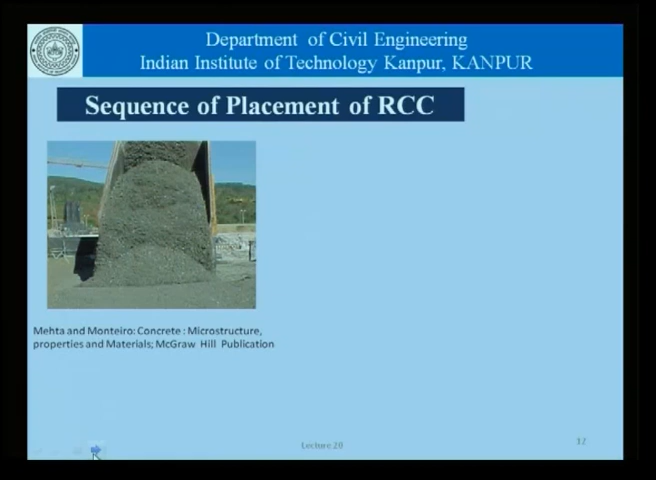 Department of Civil Engineering
Indian Institute of Technology Kanpur, KANPUR
Sequence of Placement of RCC
Mehta and Monteiro: Concrete : Microstructure,
properties and Materials; McGraw Hill Publication
Lecture 20